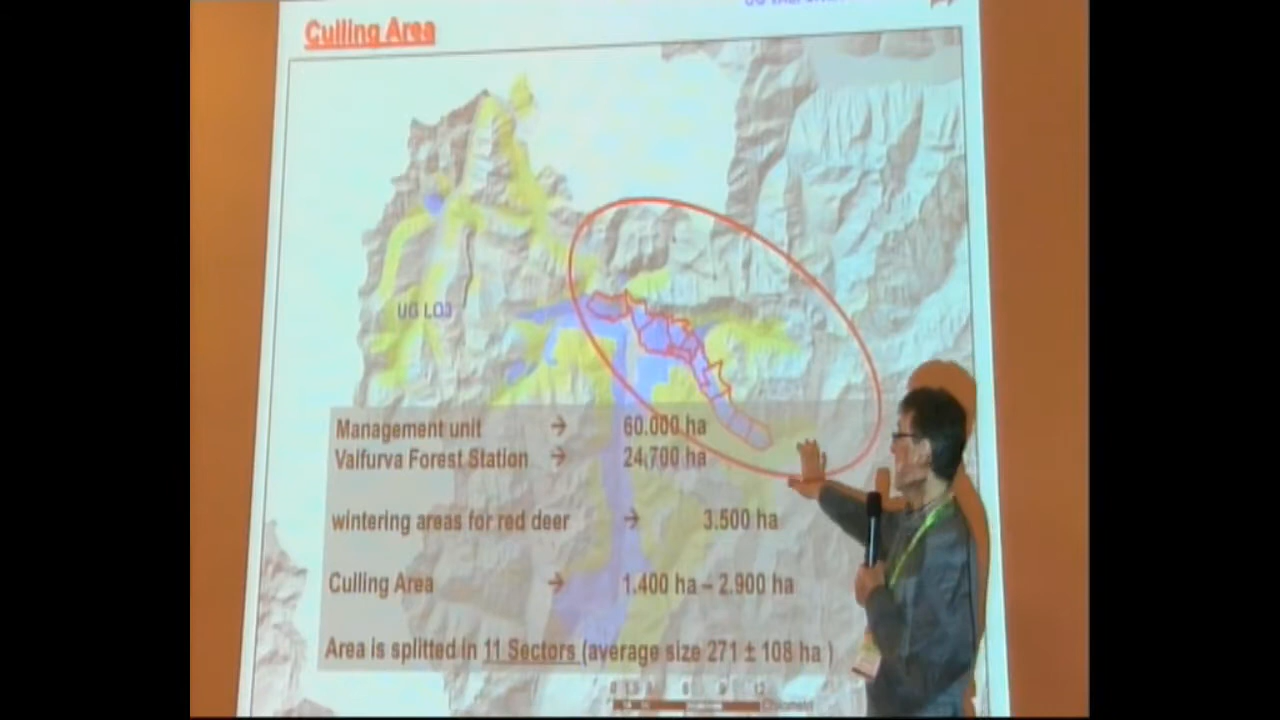 Culling Area
UG LO3
Management unit → 60.000 ha
Valfurva Forest Station → 24.700 ha
wintering areas for red deer → 3.500 ha
Culling Area → 1.400 ha – 2.900 ha
Area is splitted in 11 Sectors (average size 271 ± 108 ha )